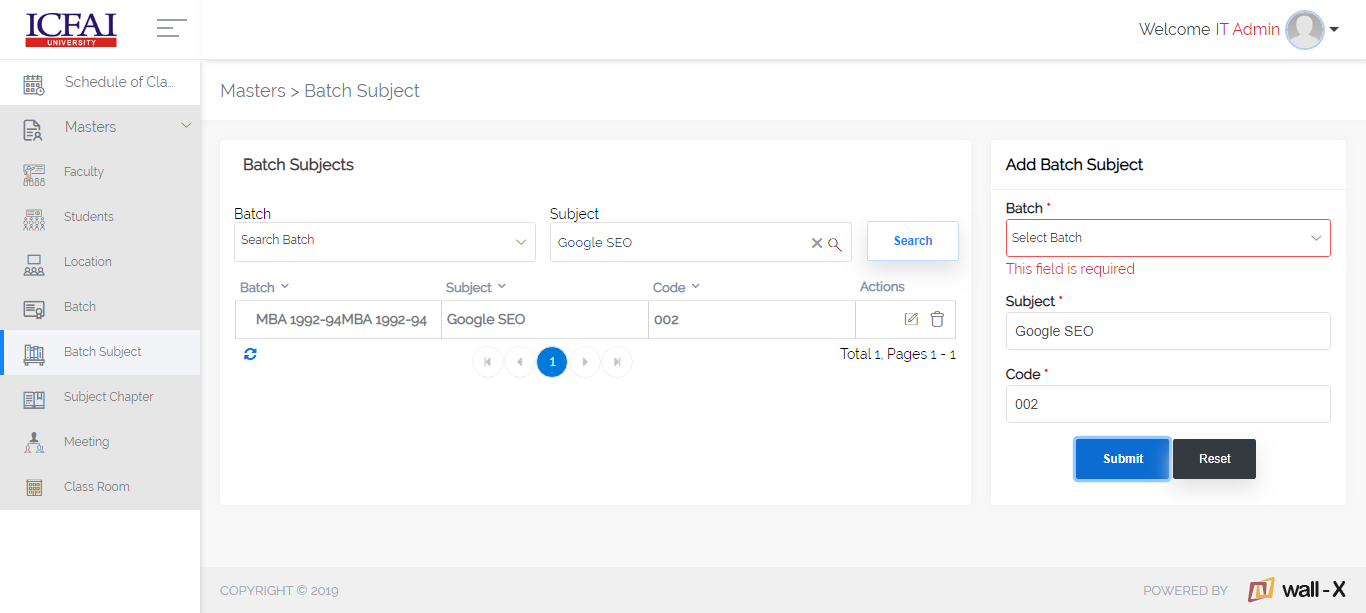 ICFAI
UNIVERSITY
Welcome IT Admin
Schedule of Cla...
Masters
Faculty
Students
Location
Batch
Batch Subject
Subject Chapter
Meeting
Class Room
Masters > Batch Subject
Batch Subjects
Batch
Subject
Search Batch
Google SEO
Search
Batch
Subject
Code
Actions
MBA 1992-94MBA 1992-94
Google SEO
002
1
Total 1, Pages 1 - 1
Add Batch Subject
Batch *
Select Batch
This field is required
Subject *
Google SEO
Code *
002
Submit
Reset
COPYRIGHT © 2019
POWERED BY
wall-X